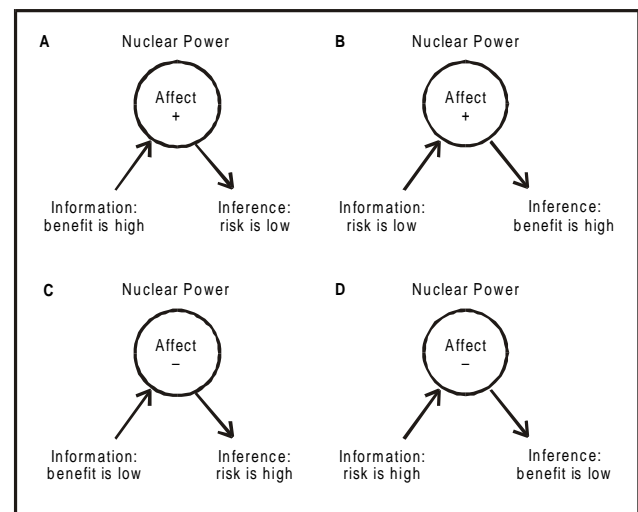 A
Nuclear Power
Affect
+
Information:
benefit is high
Inference:
risk is low
B
Nuclear Power
Affect
+
Information:
risk is low
Inference:
benefit is high
C
Nuclear Power
Affect
–
Information:
benefit is low
Inference:
risk is high
D
Nuclear Power
Affect
–
Information:
risk is high
Inference:
benefit is low